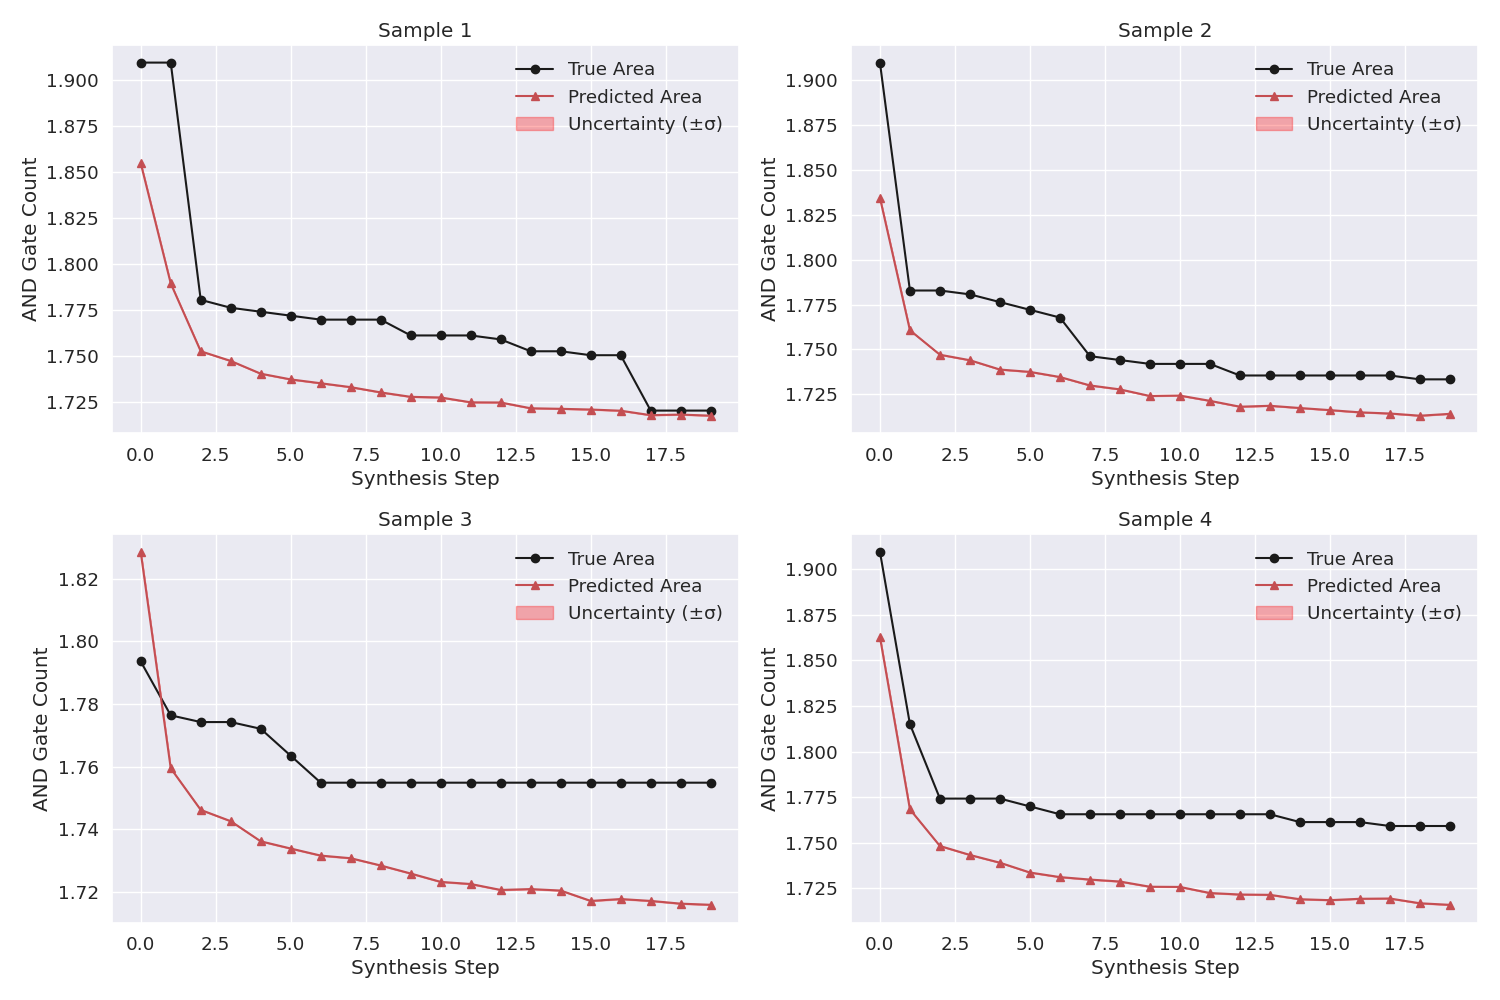 Sample 1
AND Gate Count
1.900
1.875
1.850
1.825
1.800
1.775
1.750
1.725
True Area
Predicted Area
Uncertainty (±σ)
0.0 2.5 5.0 7.5 10.0 12.5 15.0 17.5
Synthesis Step
Sample 2
AND Gate Count
1.900
1.875
1.850
1.825
1.800
1.775
1.750
1.725
True Area
Predicted Area
Uncertainty (±σ)
0.0 2.5 5.0 7.5 10.0 12.5 15.0 17.5
Synthesis Step
Sample 3
AND Gate Count
1.82
1.80
1.78
1.76
1.74
1.72
True Area
Predicted Area
Uncertainty (±σ)
0.0 2.5 5.0 7.5 10.0 12.5 15.0 17.5
Synthesis Step
Sample 4
AND Gate Count
1.900
1.875
1.850
1.825
1.800
1.775
1.750
1.725
True Area
Predicted Area
Uncertainty (±σ)
0.0 2.5 5.0 7.5 10.0 12.5 15.0 17.5
Synthesis Step